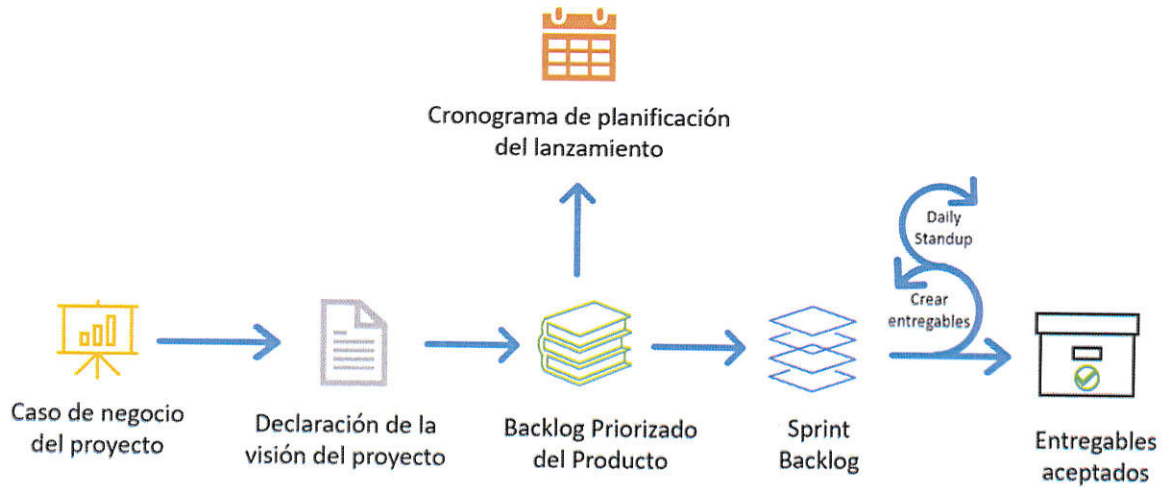 Cronograma de planificación
del lanzamiento
Daily
Standup
Crear
entregables
Caso de negocio
del proyecto
Declaración de la
visión del proyecto
Backlog Priorizado
del Producto
Sprint
Backlog
Entregables
aceptados